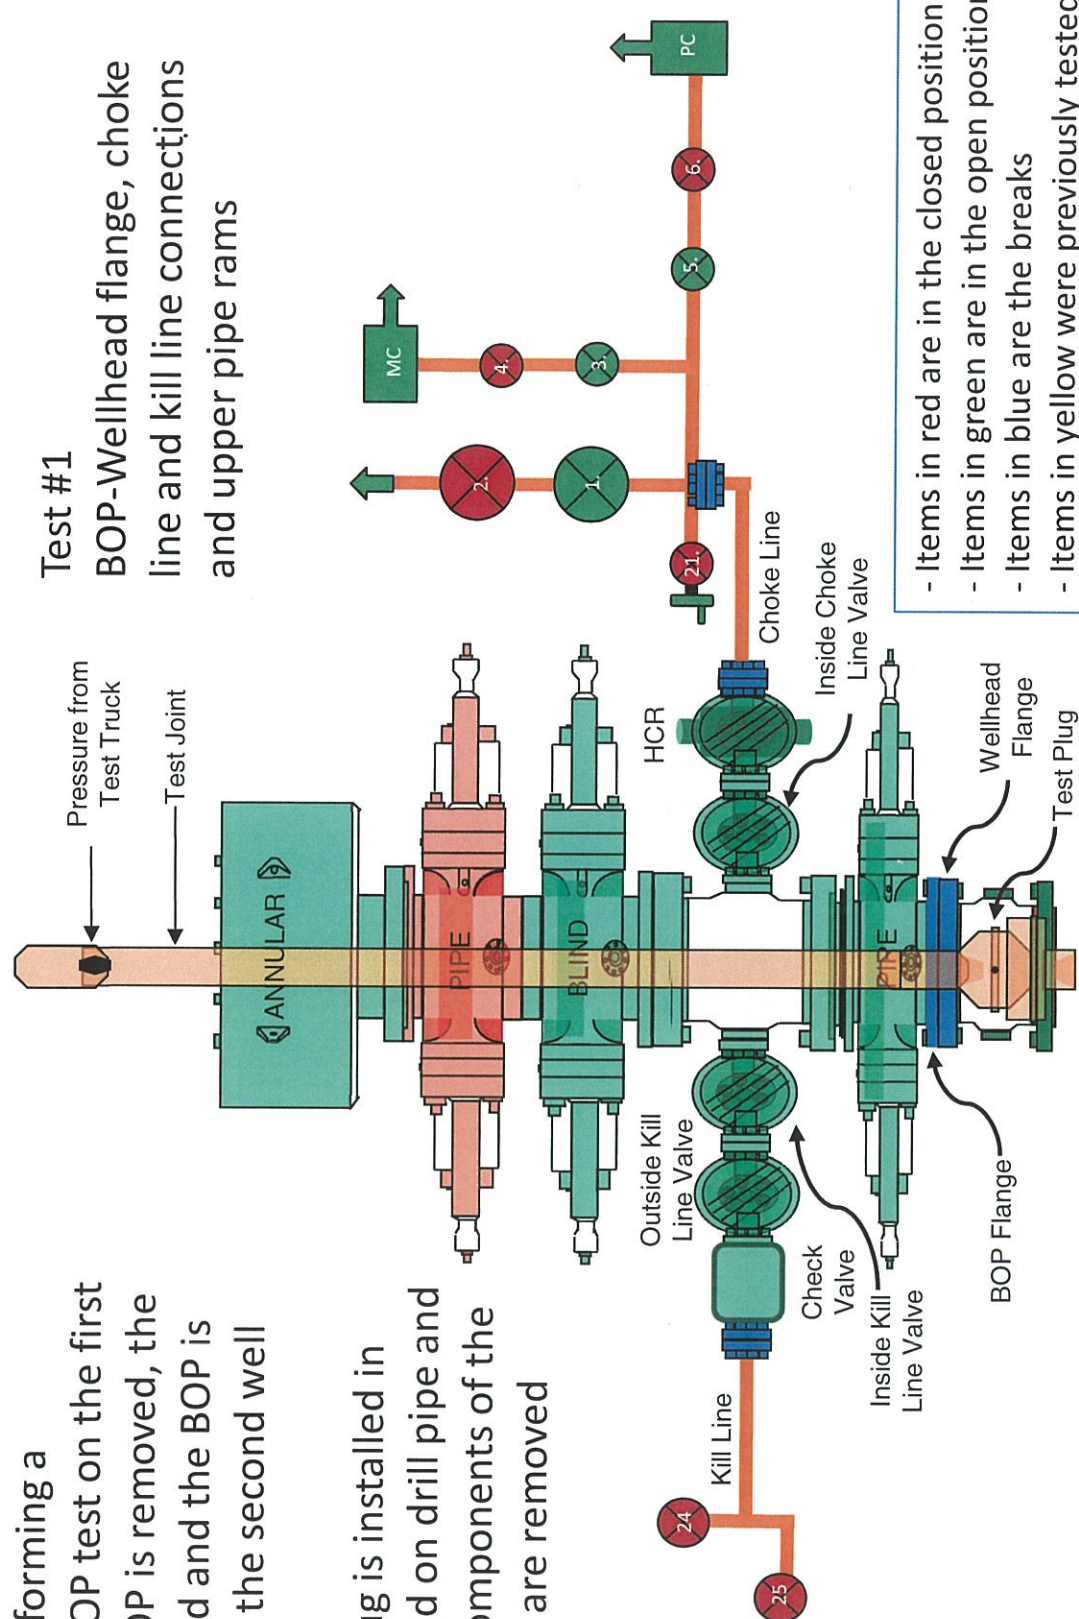 forming a
OP test on the first
OP is removed, the
d and the BOP is
the second well
ug is installed in
d on drill pipe and
omponents of the
are removed
Test #1
BOP-Wellhead flange, choke
line and kill line connections
and upper pipe rams
Pressure from
Test Truck
Test Joint
ANNULAR
PIPE
BLIND
PIPE
HCR
Outside Kill
Line Valve
Check
Valve
Inside Kill
Line Valve
Kill Line
24
25
Choke Line
Inside Choke
Line Valve
Wellhead
Flange
Test Plug
BOP Flange
MC
PC
1.
2.
3.
4.
5.
6.
21.
- Items in red are in the closed position
- Items in green are in the open position
- Items in blue are the breaks
- Items in yellow were previously tested